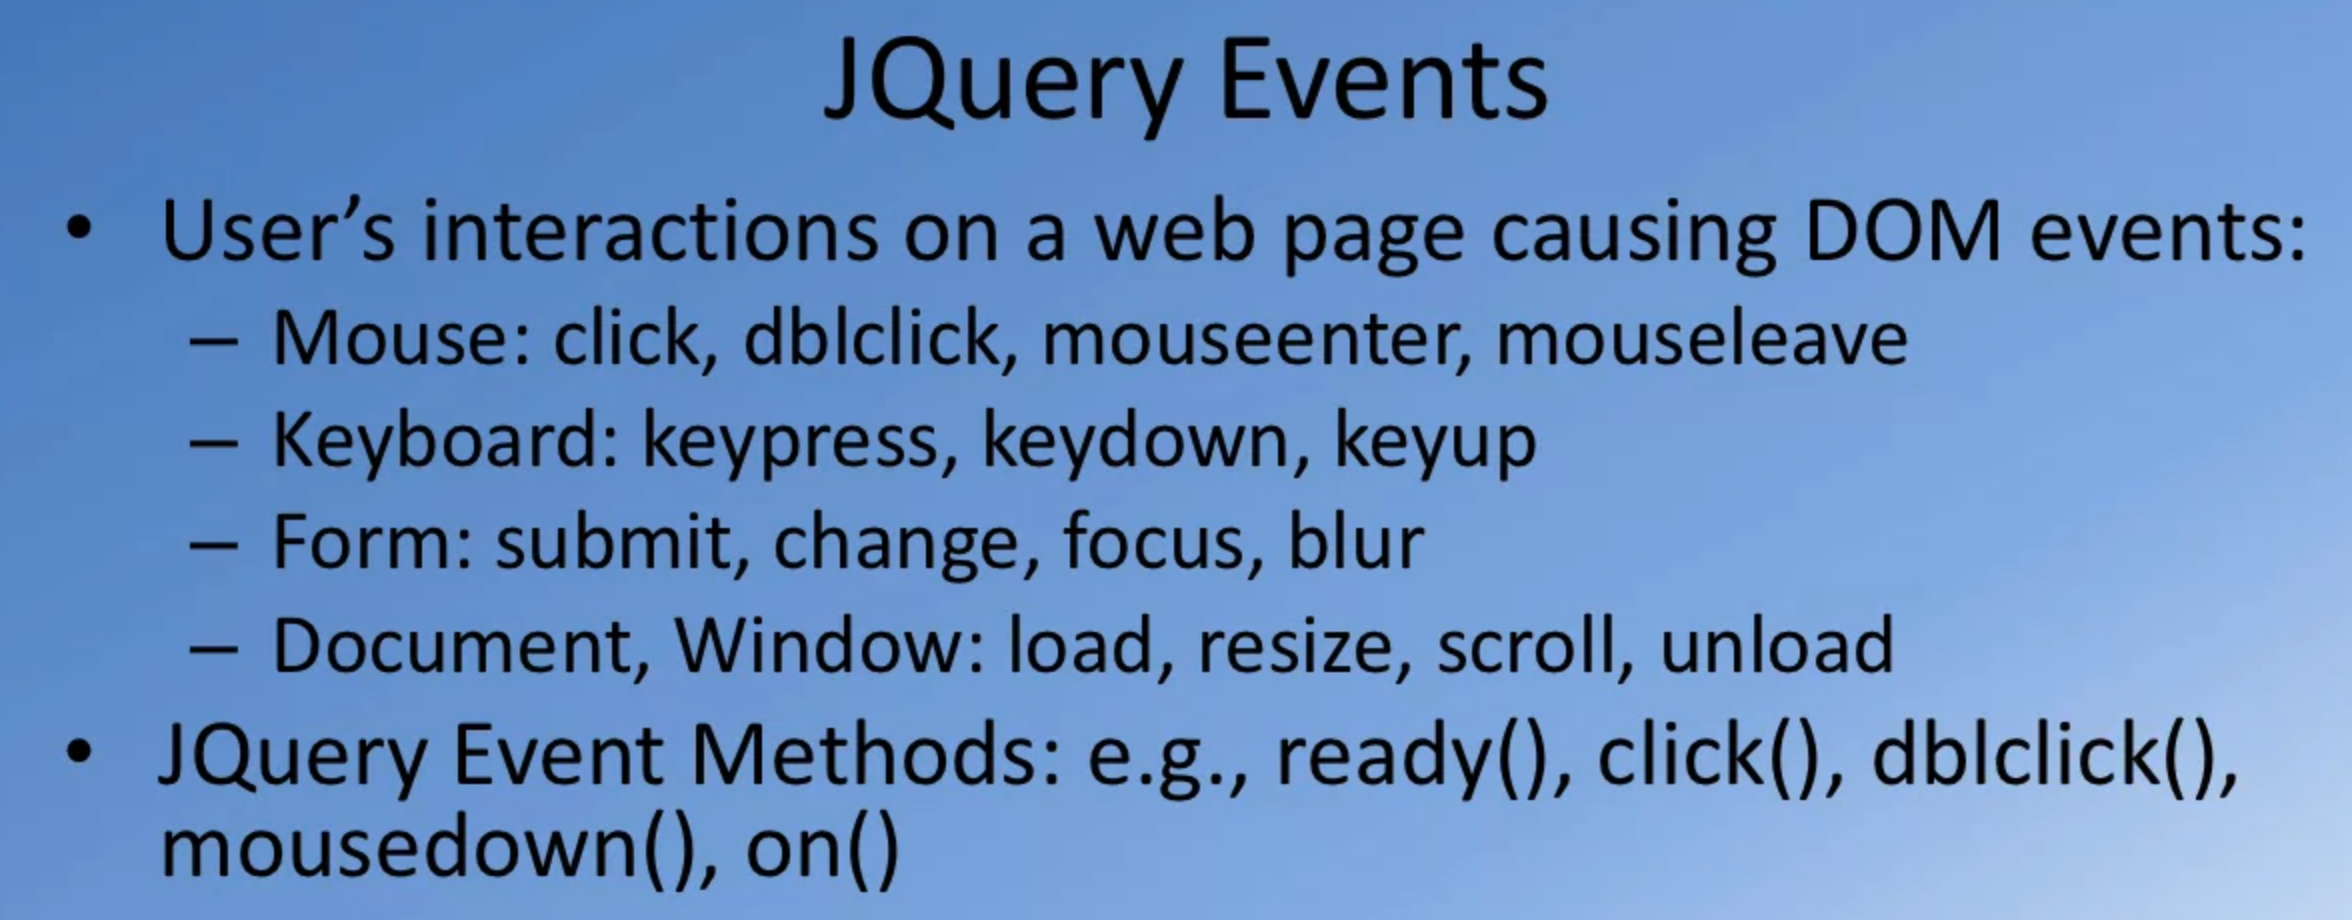 JQuery Events
• User’s interactions on a web page causing DOM events:
– Mouse: click, dblclick, mouseenter, mouseleave
– Keyboard: keypress, keydown, keyup
– Form: submit, change, focus, blur
– Document, Window: load, resize, scroll, unload
• JQuery Event Methods: e.g., ready(), click(), dblclick(),
mousedown(), on()